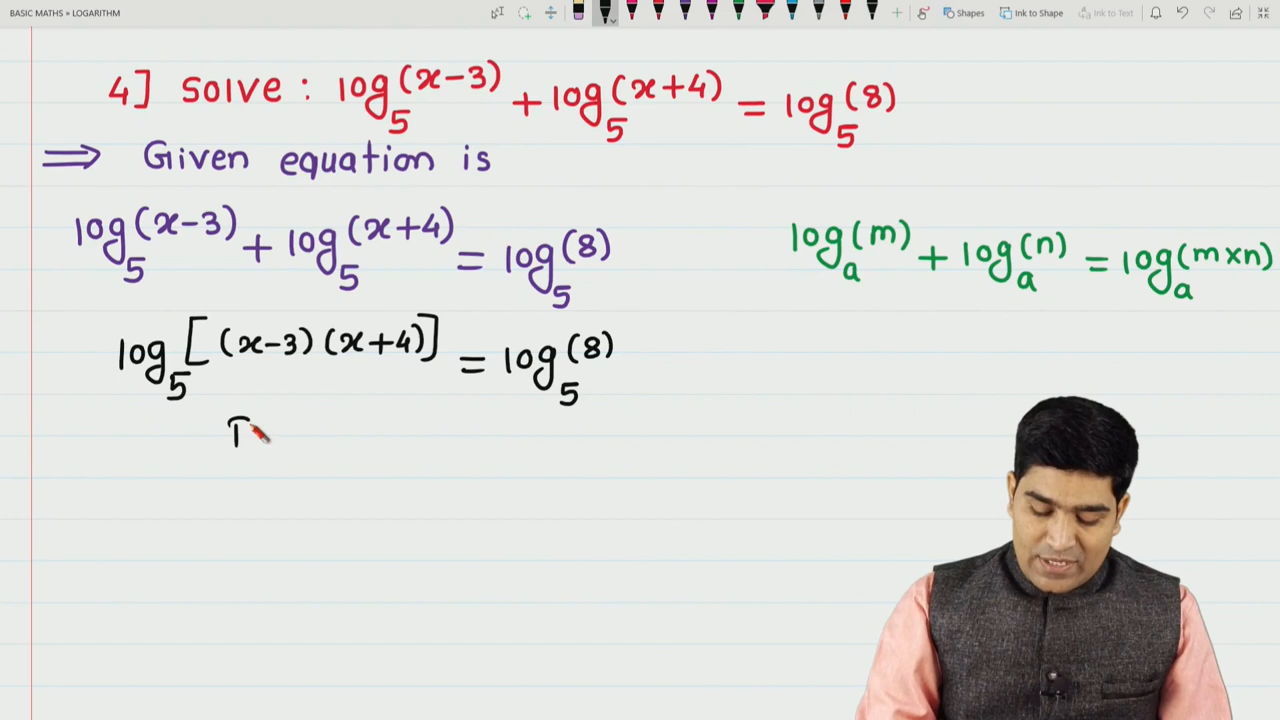 BASIC MATHS » LOGARITHM
Shapes
Ink to Shape
Ink to Text
4] solve : log₅(x−3) + log₅(x+4) = log₅(8)
⟹ Given equation is
log₅(x−3) + log₅(x+4) = log₅(8)
logₐ(m) + logₐ(n) = logₐ(m×n)
log₅[(x−3)(x+4)] = log₅(8)